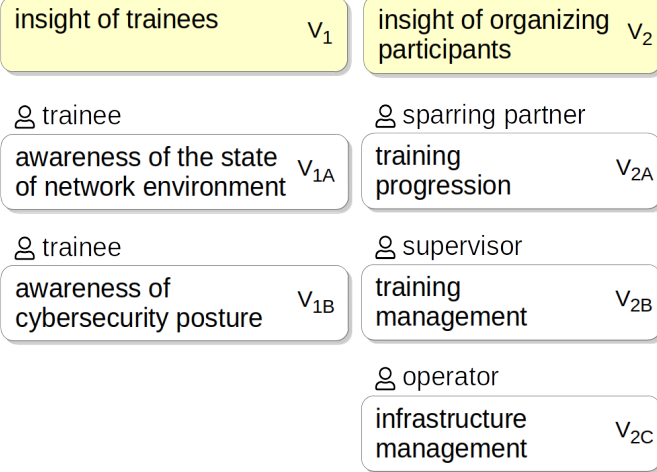 insight of trainees V1
awareness of the state
of network environment V1A
trainee
awareness of
cybersecurity posture V1B
trainee
insight of organizing
participants V2
sparring partner
training
progression V2A
supervisor
training
management V2B
operator
infrastructure
management V2C